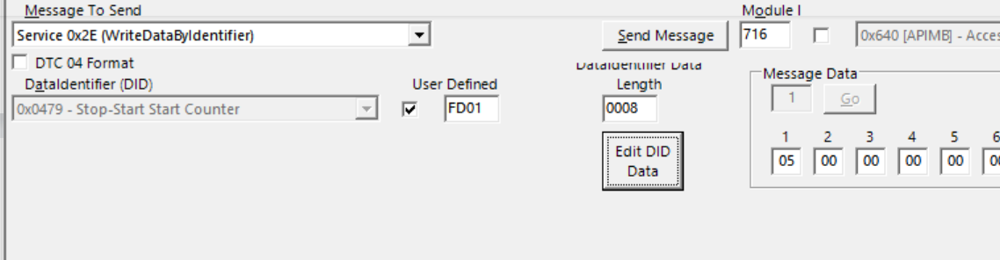 Message To Send
Module I
Service 0x2E (WriteDataByIdentifier)
Send Message
716
0x640 [APIMB] - Acces
DTC 04 Format
DataIdentifier Data
Message Data
DataIdentifier (DID)
User Defined
Length
1
Go
0x0479 - Stop-Start Start Counter
FD01
0008
1 2 3 4 5 6
Edit DID
Data
05 00 00 00 00 00